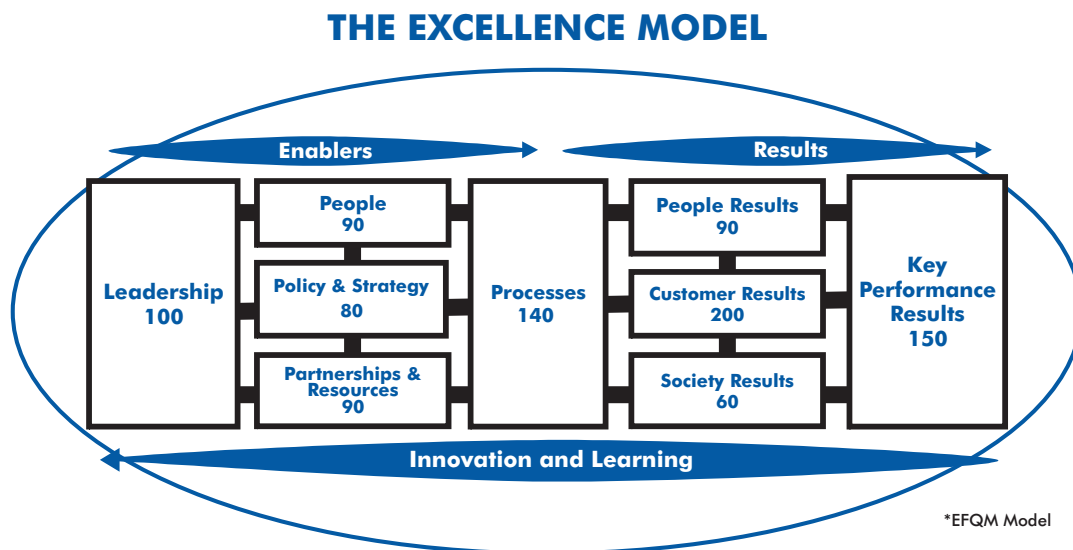 THE EXCELLENCE MODEL
Enablers
Results
Leadership
100
People
90
Policy & Strategy
80
Partnerships &
Resources
90
Processes
140
People Results
90
Customer Results
200
Society Results
60
Key
Performance
Results
150
Innovation and Learning
*EFQM Model